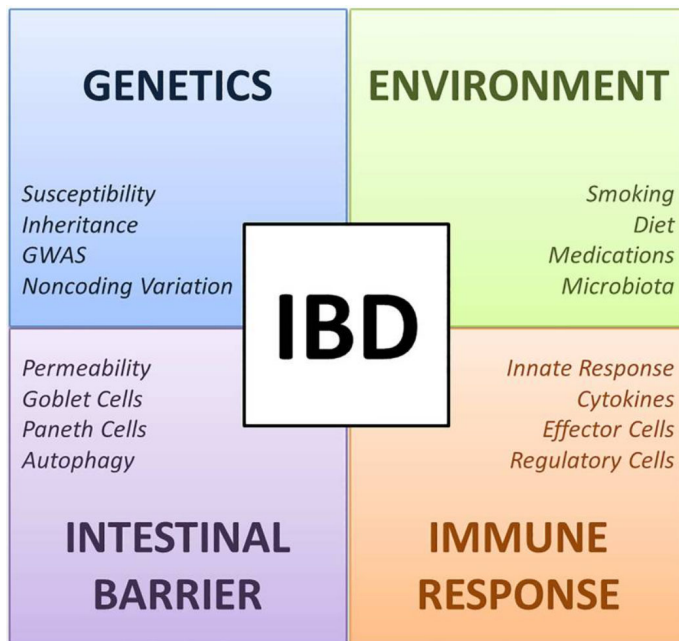 GENETICS
Susceptibility
Inheritance
GWAS
Noncoding Variation
ENVIRONMENT
Smoking
Diet
Medications
Microbiota
IBD
Permeability
Goblet Cells
Paneth Cells
Autophagy
INTESTINAL
BARRIER
Innate Response
Cytokines
Effector Cells
Regulatory Cells
IMMUNE
RESPONSE